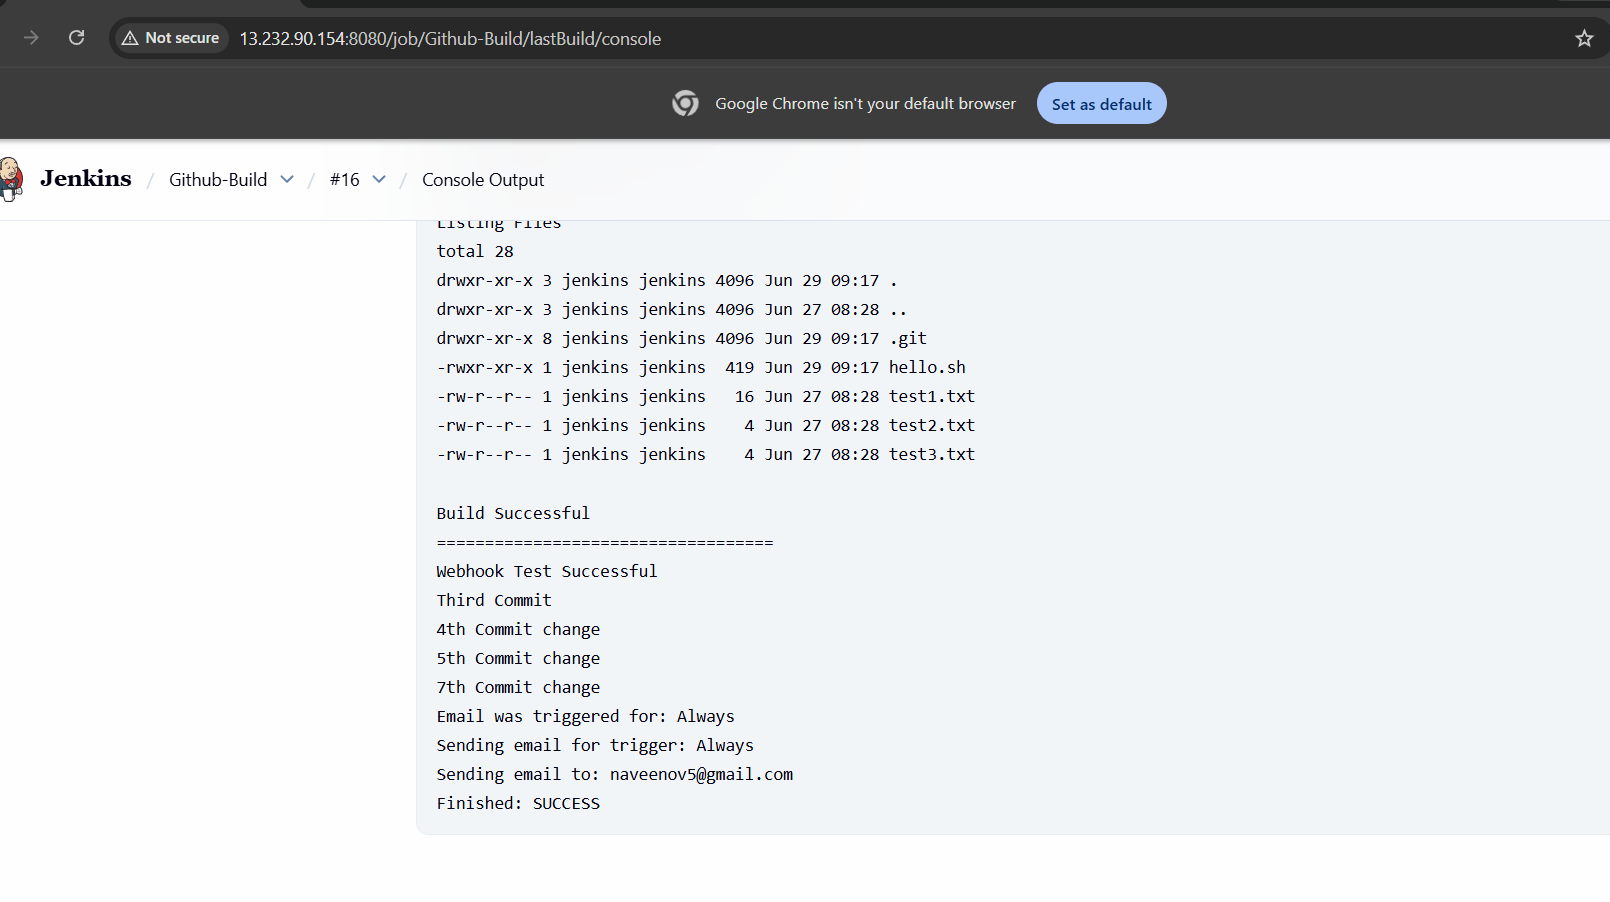 Not secure 13.232.90.154:8080/job/Github-Build/lastBuild/console
Google Chrome isn't your default browser Set as default
Jenkins / Github-Build / #16 / Console Output
Listing Files
total 28
drwxr-xr-x 3 jenkins jenkins 4096 Jun 29 09:17 .
drwxr-xr-x 3 jenkins jenkins 4096 Jun 27 08:28 ..
drwxr-xr-x 8 jenkins jenkins 4096 Jun 29 09:17 .git
-rwxr-xr-x 1 jenkins jenkins  419 Jun 29 09:17 hello.sh
-rw-r--r-- 1 jenkins jenkins   16 Jun 27 08:28 test1.txt
-rw-r--r-- 1 jenkins jenkins    4 Jun 27 08:28 test2.txt
-rw-r--r-- 1 jenkins jenkins    4 Jun 27 08:28 test3.txt
Build Successful
===================================
Webhook Test Successful
Third Commit
4th Commit change
5th Commit change
7th Commit change
Email was triggered for: Always
Sending email for trigger: Always
Sending email to: naveenov5@gmail.com
Finished: SUCCESS